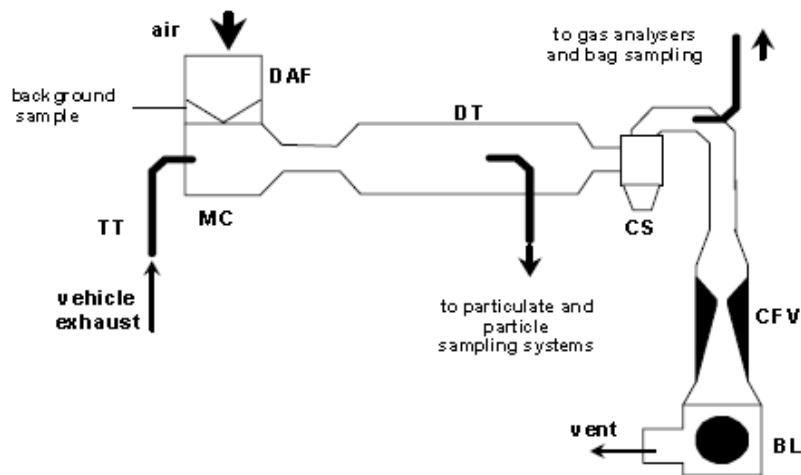 air
DAF
to gas analysers
and bag sampling
background
sample
DT
MC
CS
TT
vehicle
exhaust
to particulate and
particle
sampling systems
CFV
vent
BL